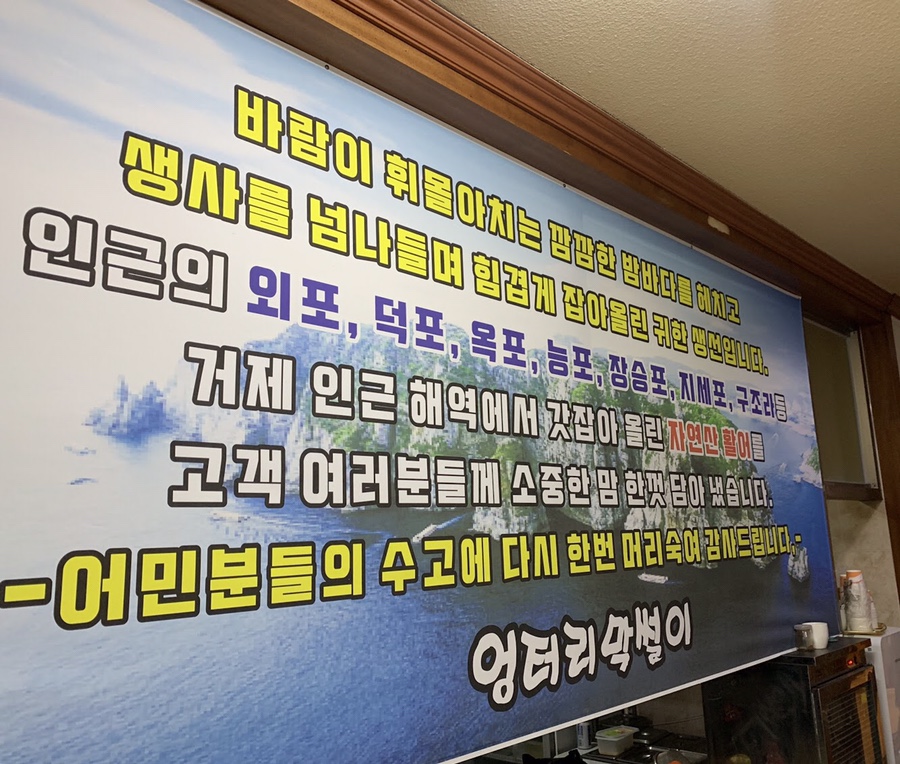 바람이 휘몰아치는 깜깜한 밤바다를 헤치고
생사를 넘나들며 힘겹게 잡아올린 귀한 생선입니다.
인근의 외포, 덕포, 옥포, 능포, 장승포, 지세포, 구조라등
거제 인근 해역에서 갓잡아 올린 자연산 활어를
고객 여러분들께 소중한맘 한껏 담아 냈습니다.
-어민분들의 수고에 다시 한번 머리숙여 감사드립니다.-
엉터리막썰이